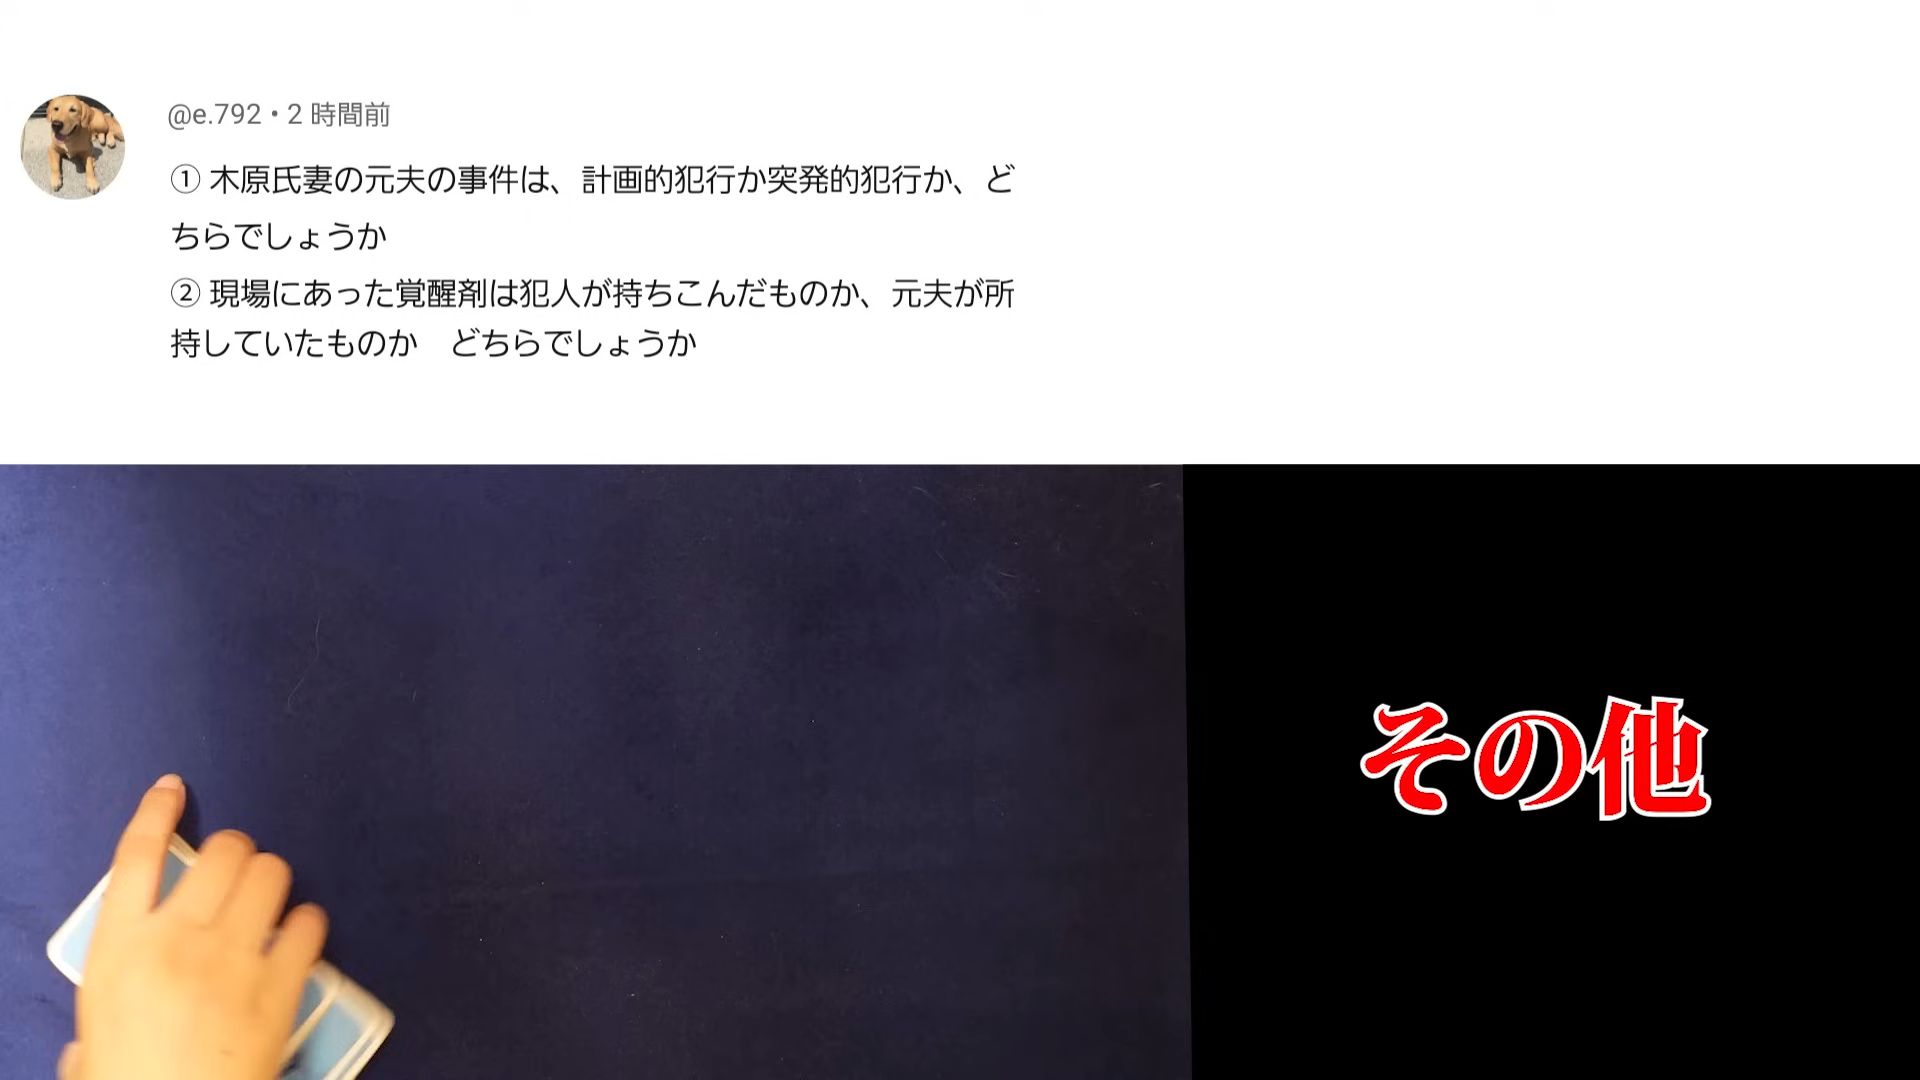 @e.792・2 時間前
① 木原氏妻の元夫の事件は、計画的犯行か突発的犯行か、ど
ちらでしょうか
② 現場にあった覚醒剤は犯人が持ちこんだものか、元夫が所
持していたものか　どちらでしょうか
その他